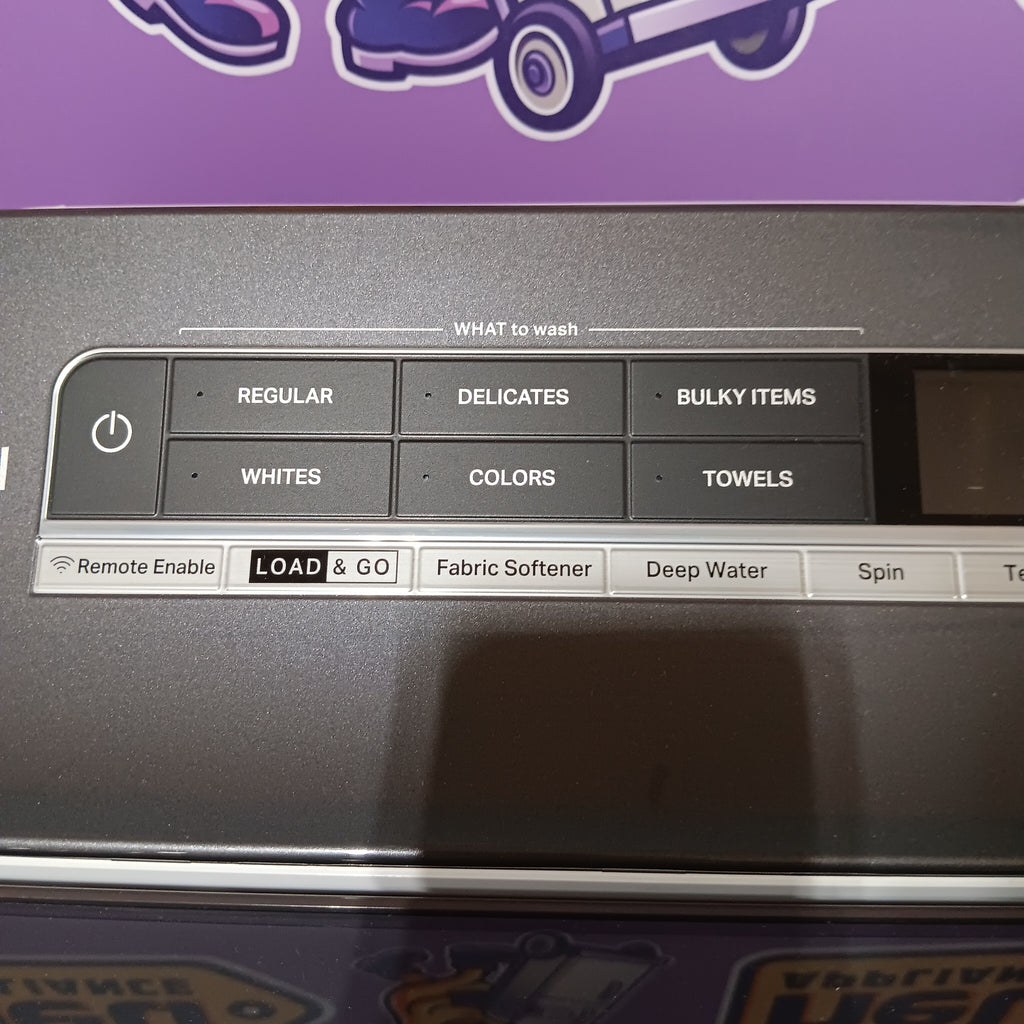 WHAT to wash
REGULAR DELICATES BULKY ITEMS
WHITES COLORS TOWELS
Remote Enable LOAD & GO Fabric Softener Deep Water Spin